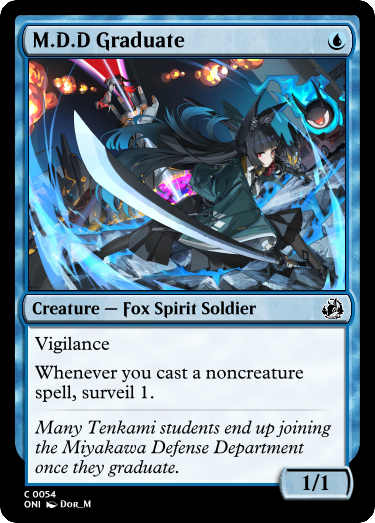 M.D.D Graduate
Creature — Fox Spirit Soldier
Vigilance
Whenever you cast a noncreature
spell, surveil 1.
Many Tenkami students end up joining
the Miyakawa Defense Department
once they graduate.
1/1
C 0054
ONI Dor_M